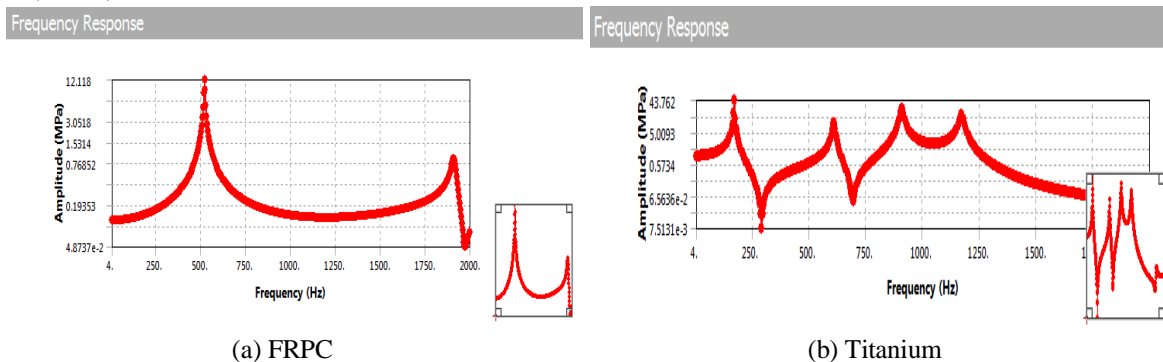 Frequency Response
12.118
3.0518
1.5314
0.76852
0.19353
4.8737e-2
Amplitude (MPa)
4. 250. 500. 750. 1000. 1250. 1500. 1750. 2000.
Frequency (Hz)
(a) FRPC
Frequency Response
43.762
5.0093
0.5734
6.5636e-2
7.5131e-3
Amplitude (MPa)
4. 250. 500. 750. 1000. 1250. 1500. 1
Frequency (Hz)
(b) Titanium